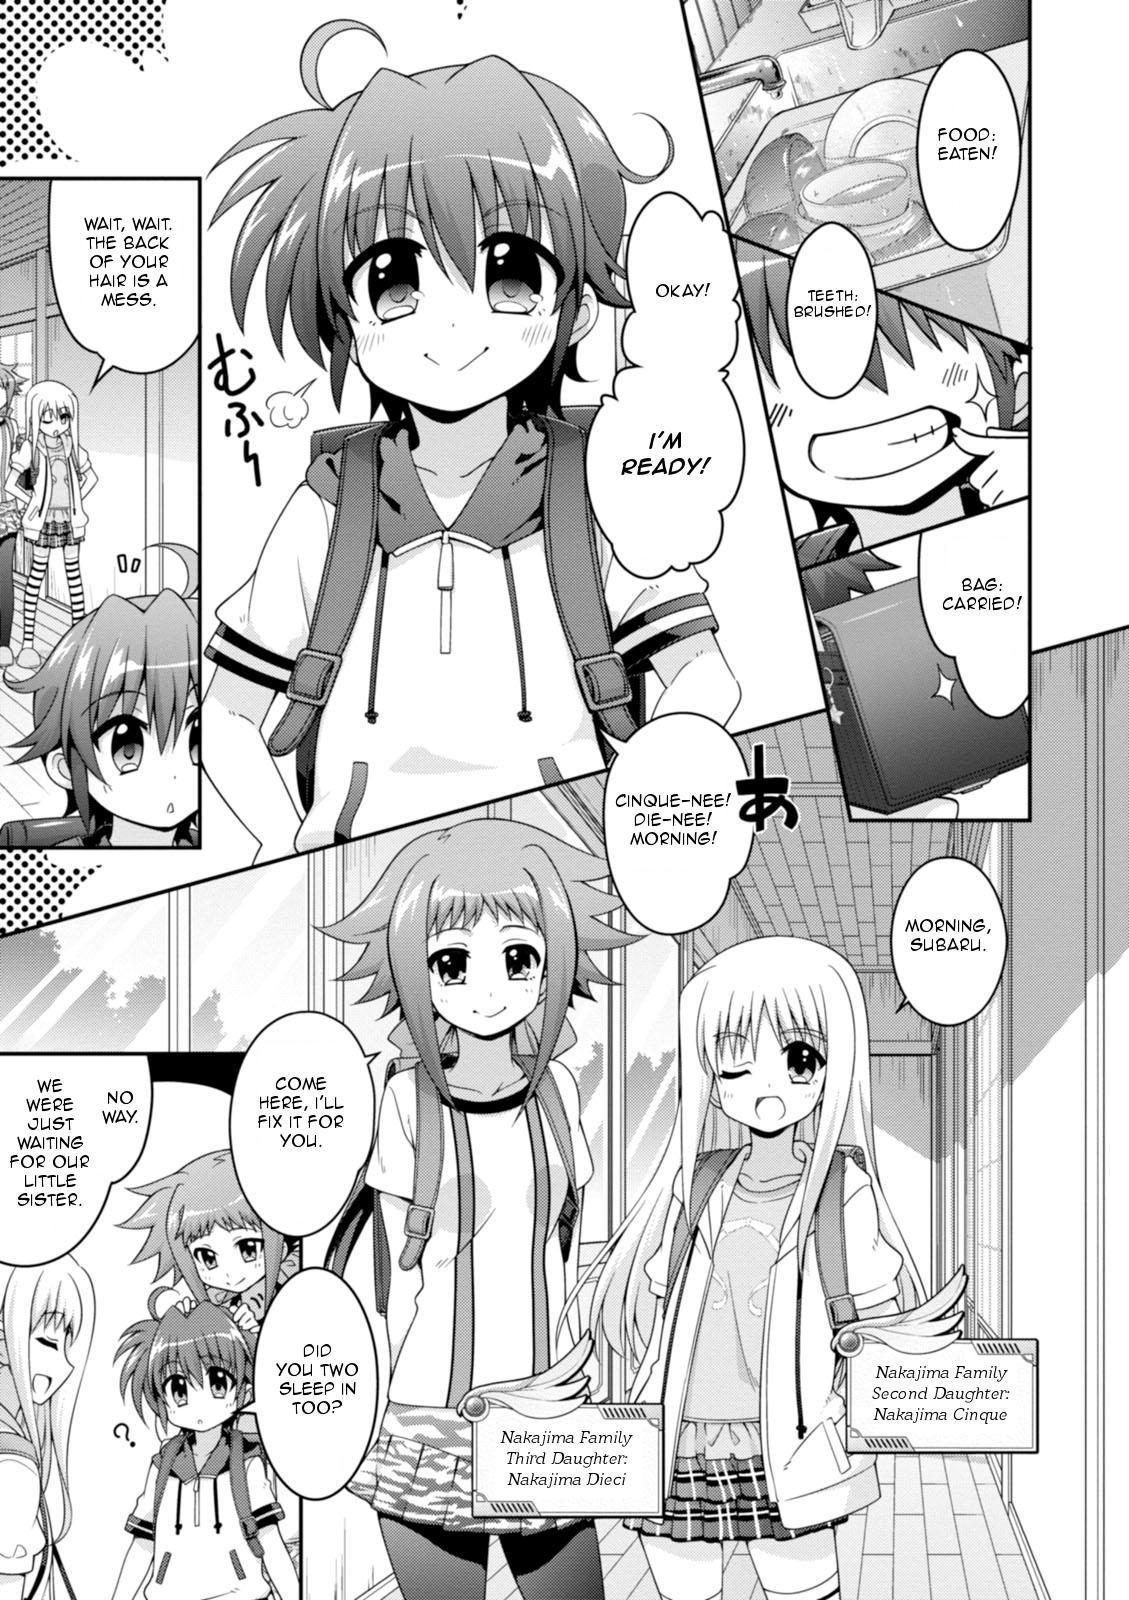 FOOD:
EATEN!
TEETH:
BRUSHED!
BAG:
CARRIED!
OKAY!
I'M
READY!
むふー
WAIT, WAIT.
THE BACK
OF YOUR
HAIR IS A
MESS.
あ
CINQUE-NEE!
DIE-NEE!
MORNING!
MORNING,
SUBARU.
Nakajima Family
Second Daughter:
Nakajima Cinque
Nakajima Family
Third Daughter:
Nakajima Dieci
COME
HERE, I'LL
FIX IT FOR
YOU.
DID
YOU TWO
SLEEP IN
TOO?
?
NO
WAY.
WE
WERE
JUST
WAITING
FOR OUR
LITTLE
SISTER.